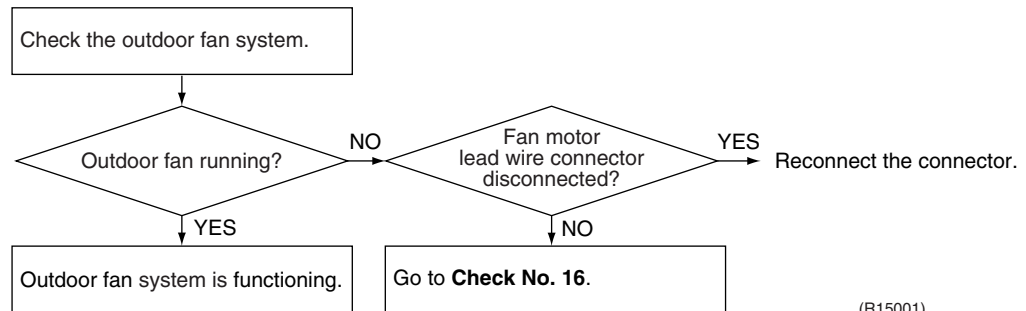 Check the outdoor fan system.
Outdoor fan running?
NO
Fan motor
lead wire connector
disconnected?
YES
Reconnect the connector.
YES
NO
Outdoor fan system is functioning.
Go to Check No. 16.
(R15001)